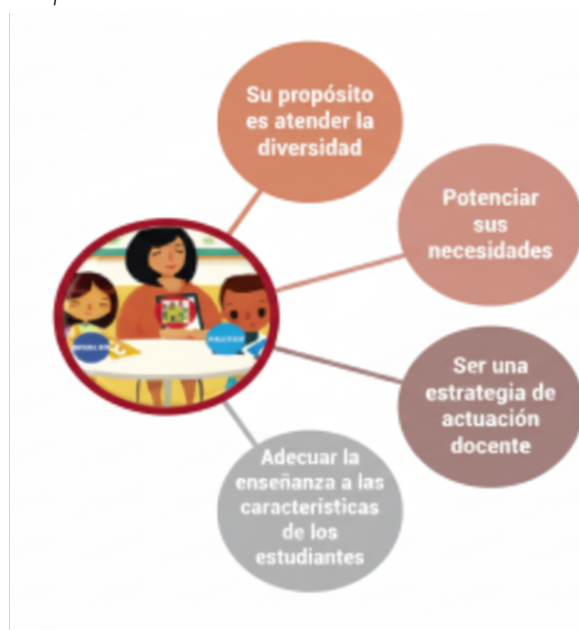 Su propósito
es atender la
diversidad
Potenciar
sus
necesidades
Ser una
estrategia de
actuación
docente
Adecuar la
enseñanza a las
características
de los
estudiantes